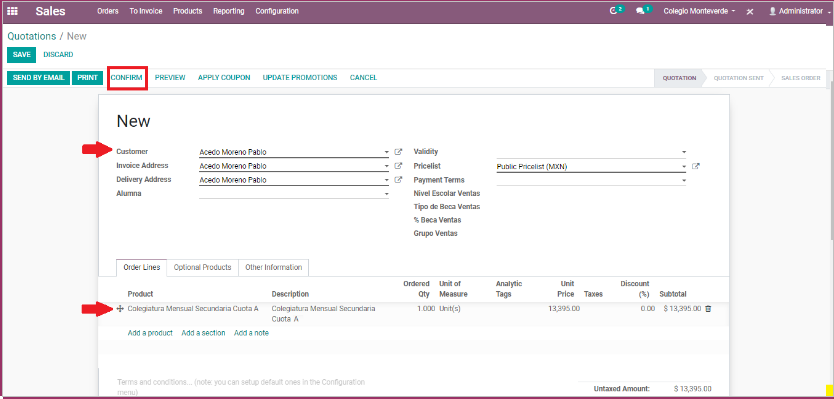 Sales Orders To Invoice Products Reporting Configuration 2 1 Colegio Monteverde Administrator
Quotations / New
SAVE DISCARD
SEND BY EMAIL PRINT CONFIRM PREVIEW APPLY COUPON UPDATE PROMOTIONS CANCEL QUOTATION QUOTATION SENT SALES ORDER
New
Customer Acedo Moreno Pablo Validity
Invoice Address Acedo Moreno Pablo Pricelist Public Pricelist (MXN)
Delivery Address Acedo Moreno Pablo Payment Terms
Alumna Nivel Escolar Ventas
Tipo de Beca Ventas
% Beca Ventas
Grupo Ventas
Order Lines Optional Products Other Information
Ordered Unit of Analytic Unit Discount
Product Description Qty Measure Tags Price Taxes (%) Subtotal
Colegiatura Mensual Secundaria Cuota A Colegiatura Mensual Secundaria 1.000 Unit(s) 13,395.00 0.00 $ 13,395.00
Cuota A
Add a product Add a section Add a note
Terms and conditions... (note: you can setup default ones in the Configuration
menu)
Untaxed Amount: $ 13,395.00